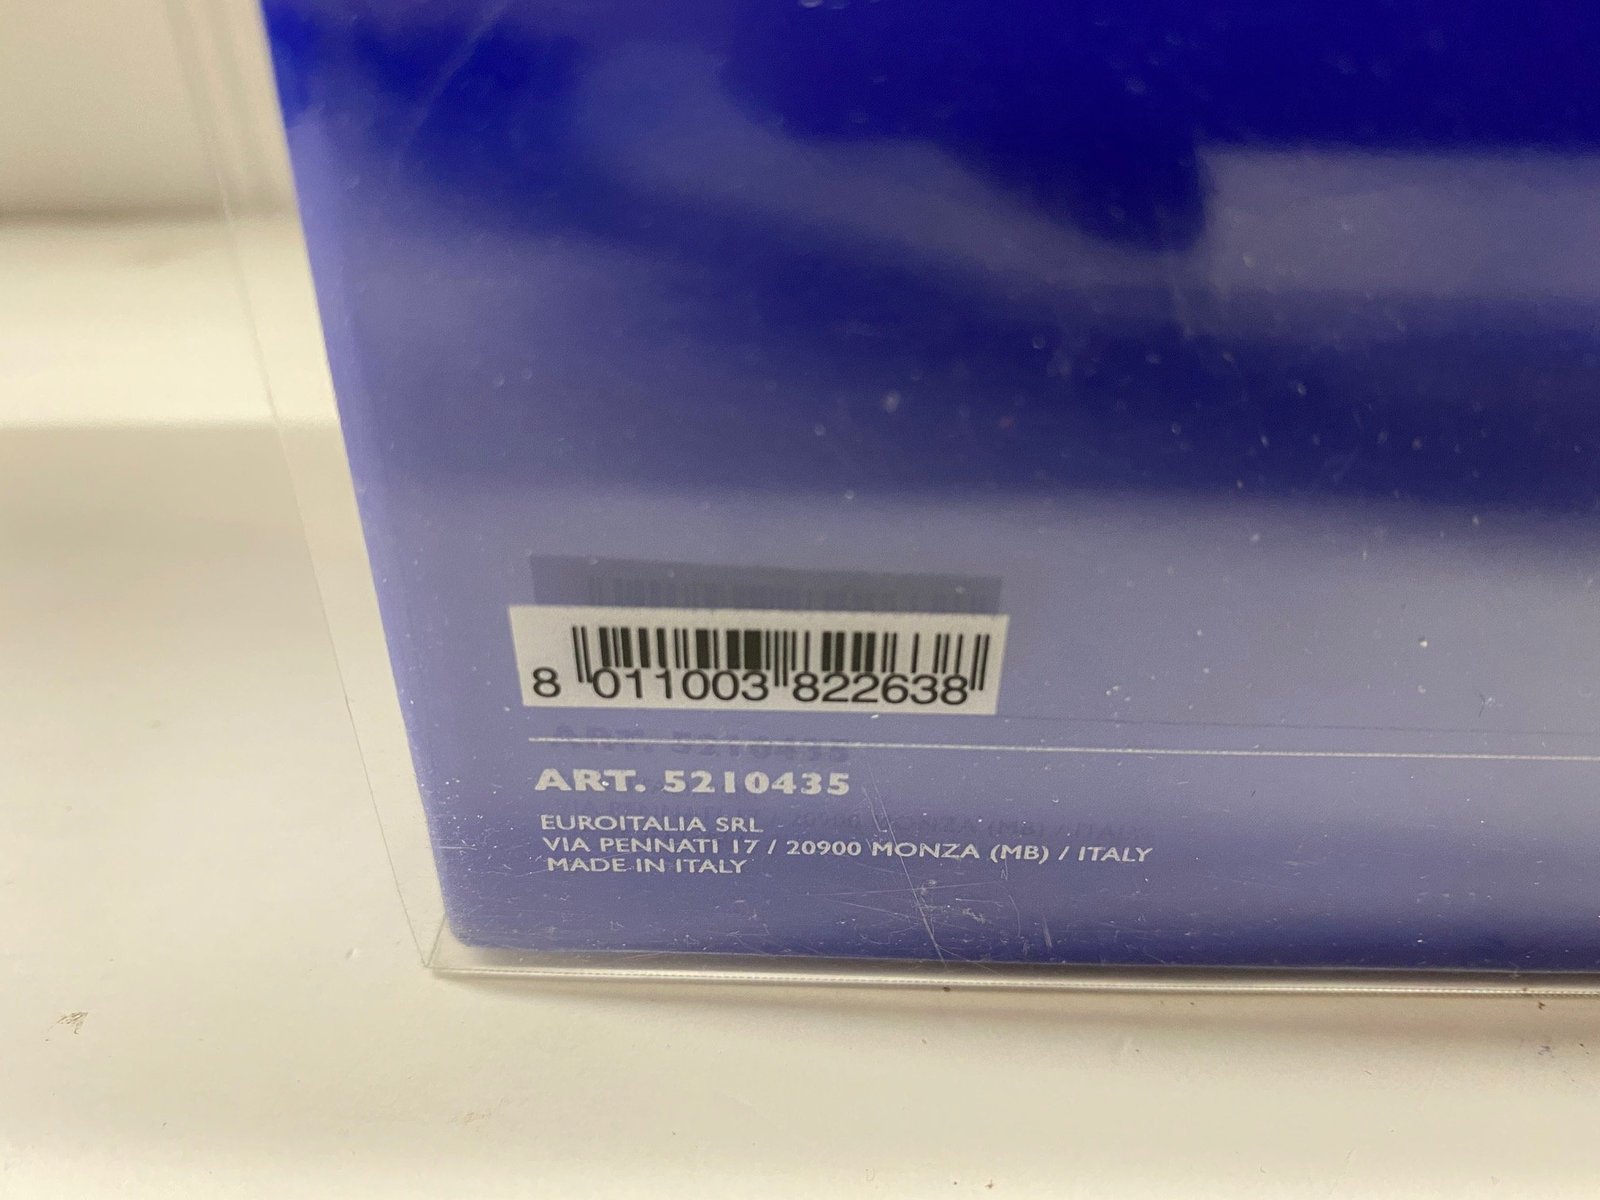 8 011003 822638
ART. 5210435
EUROITALIA SRL
VIA PENNATI 17 / 20900 MONZA (MB) / ITALY
MADE IN ITALY